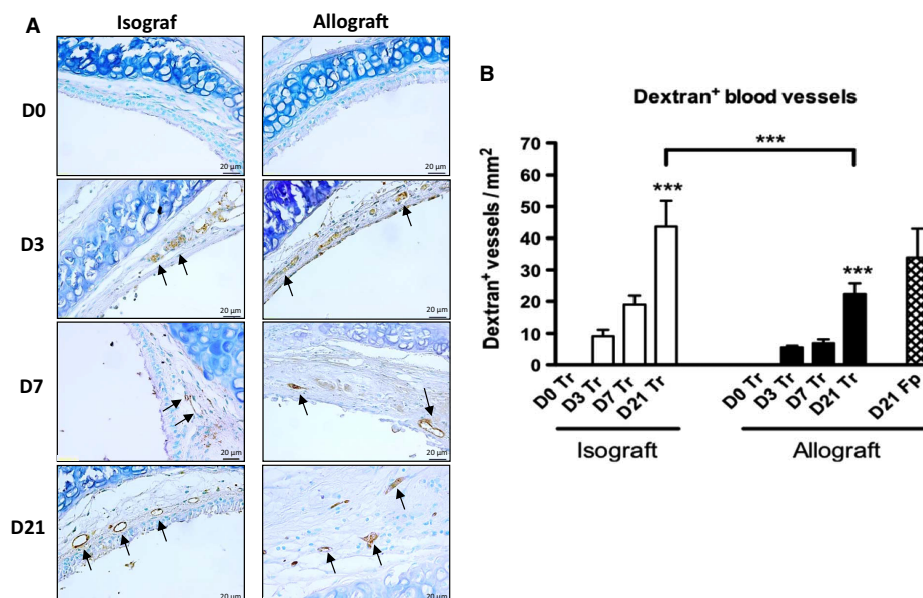 A
Isograf
Allograft
D0
20 µm
20 µm
D3
20 µm
20 µm
D7
20 µm
20 µm
D21
20 µm
20 µm
B
Dextran⁺ blood vessels
Dextran⁺ vessels / mm²
70
60
50
40
30
20
10
0
***
***
***
D0 Tr
D3 Tr
D7 Tr
D21 Tr
D0 Tr
D3 Tr
D7 Tr
D21 Tr
D21 Fp
Isograft
Allograft